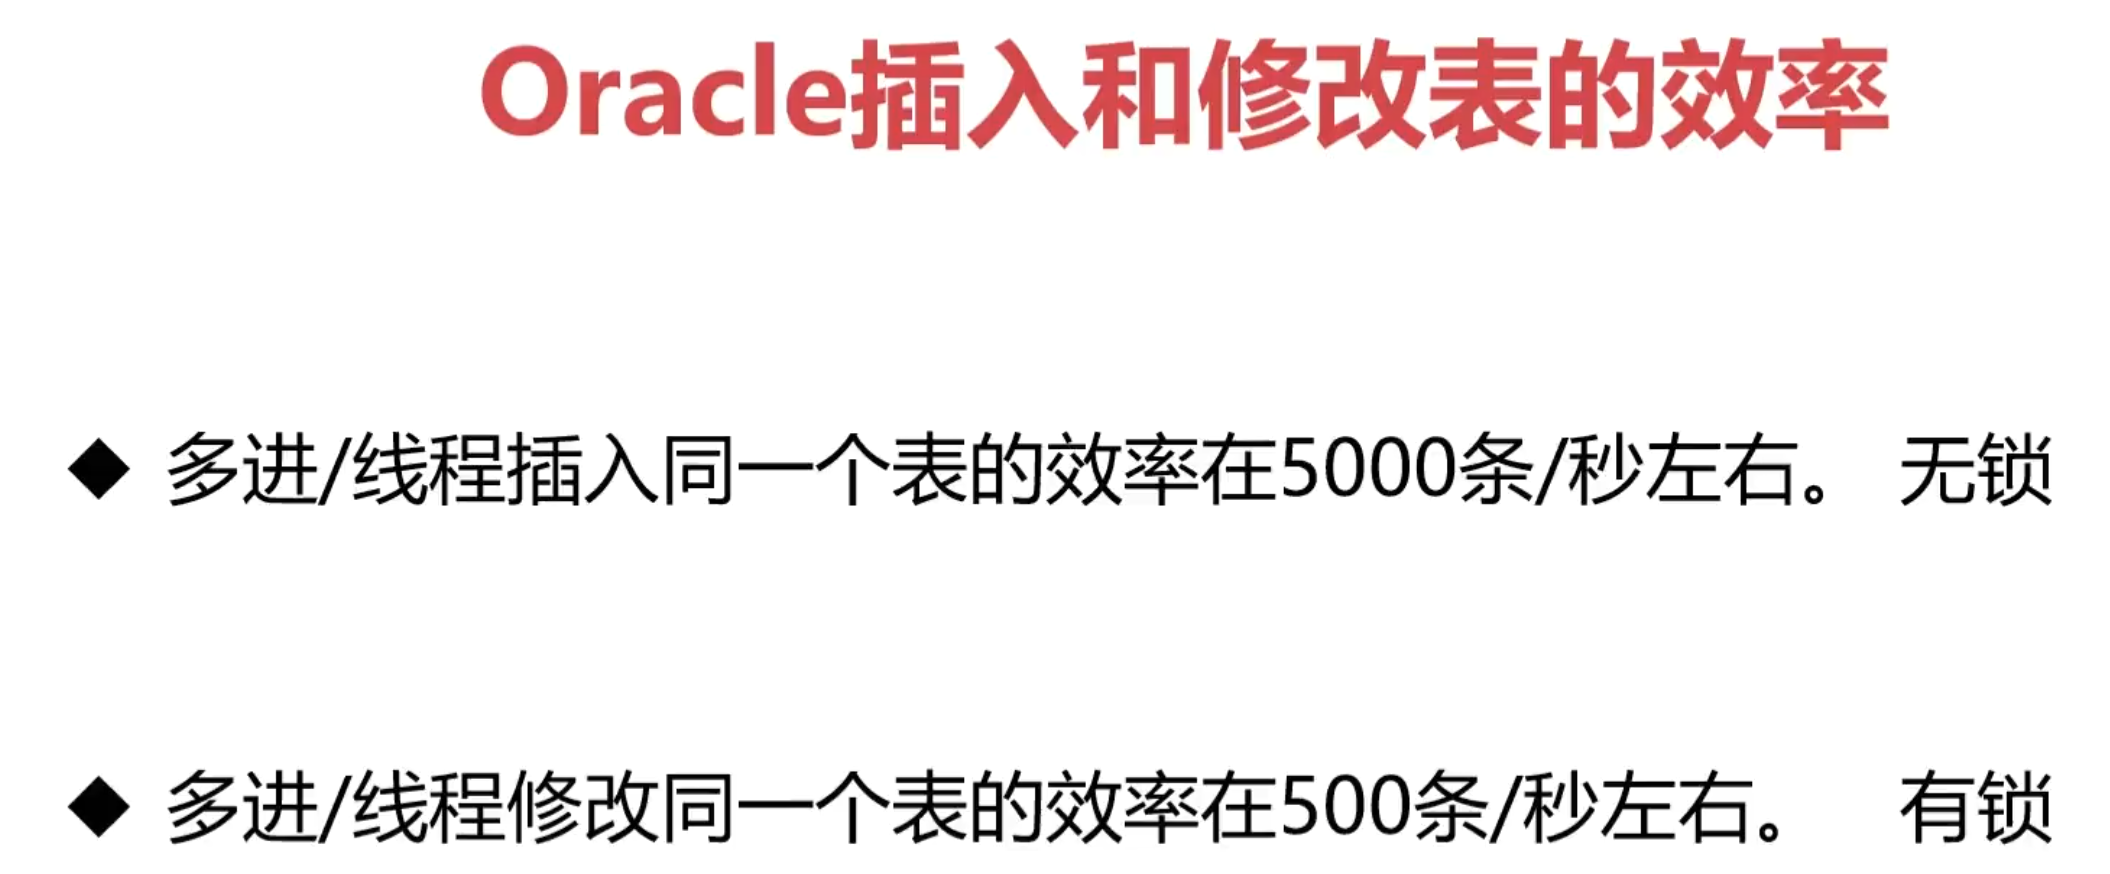 Oracle插入和修改表的效率
◆ 多进/线程插入同一个表的效率在5000条/秒左右。 无锁
◆ 多进/线程修改同一个表的效率在500条/秒左右。 有锁